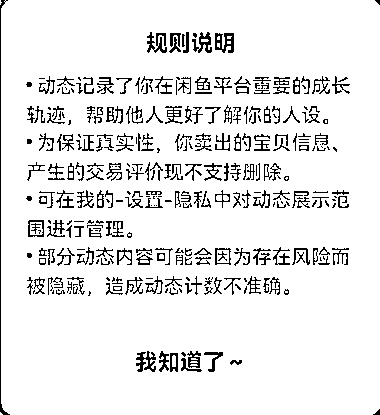 规则说明
•动态记录了你在闲鱼平台重要的成长
轨迹，帮助他人更好了解你的人设。
•为保证真实性，你卖出的宝贝信息、
产生的交易评价现不支持删除。
•可在我的-设置-隐私中对动态展示范
围进行管理。
•部分动态内容可能会因为存在风险而
被隐藏，造成动态计数不准确。
我知道了~